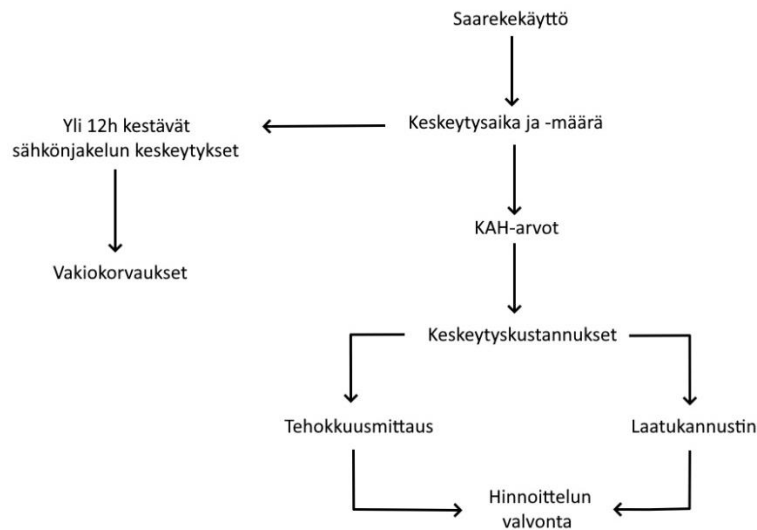 Saarekekäyttö
Keskeytysaika ja -määrä
Yli 12h kestävät
sähkönjakelun keskeytykset
KAH-arvot
Vakiokorvaukset
Keskeytyskustannukset
Tehokkuusmittaus
Laatukannustin
Hinnoittelun
valvonta